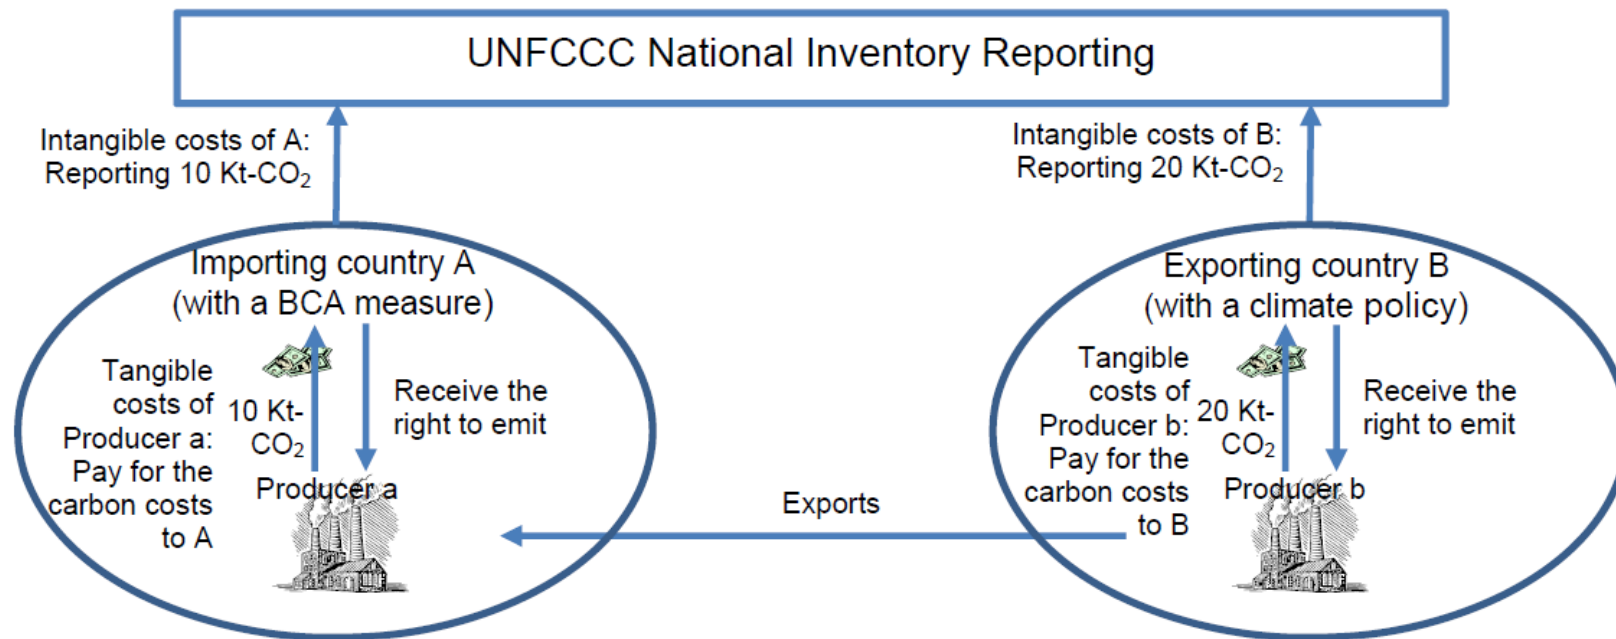 UNFCCC National Inventory Reporting
Intangible costs of A:
Reporting 10 Kt-CO₂
Intangible costs of B:
Reporting 20 Kt-CO₂
Importing country A
(with a BCA measure)
Tangible
costs of
Producer a:
Pay for the
carbon costs
to A
10 Kt-
CO₂
Receive the
right to emit
Producer a
Exports
Exporting country B
(with a climate policy)
Tangible
costs of
Producer b:
Pay for the
carbon costs
to B
20 Kt-
CO₂
Receive the
right to emit
Producer b